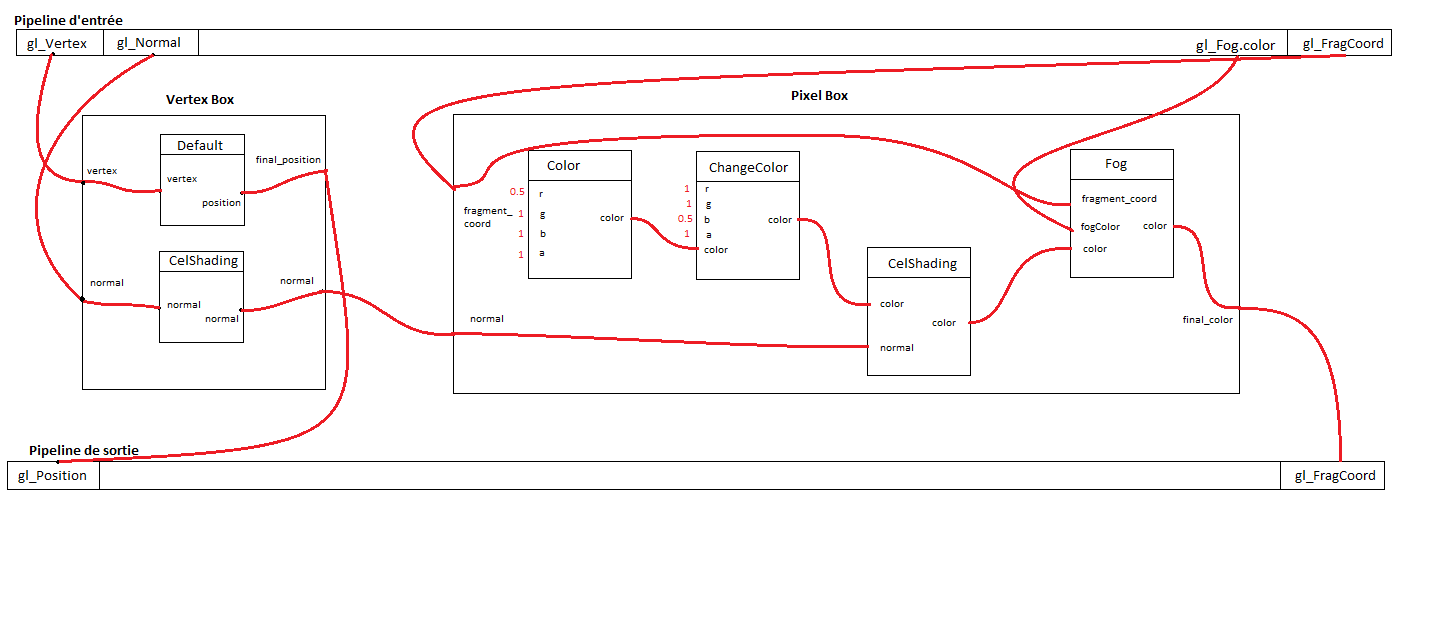 Pipeline d'entrée
gl_Vertex
gl_Normal
gl_Fog.color
gl_FragCoord
Vertex Box
Default
vertex
vertex
position
final_position
CelShading
normal
normal
normal
normal
Pixel Box
fragment_
coord
normal
Color
0.5 r
1 g
1 b
1 a
color
ChangeColor
1 r
1 g
0.5 b
1 a
color
color
CelShading
color
color
normal
Fog
fragment_coord
fogColor
color
color
final_color
Pipeline de sortie
gl_Position
gl_FragCoord